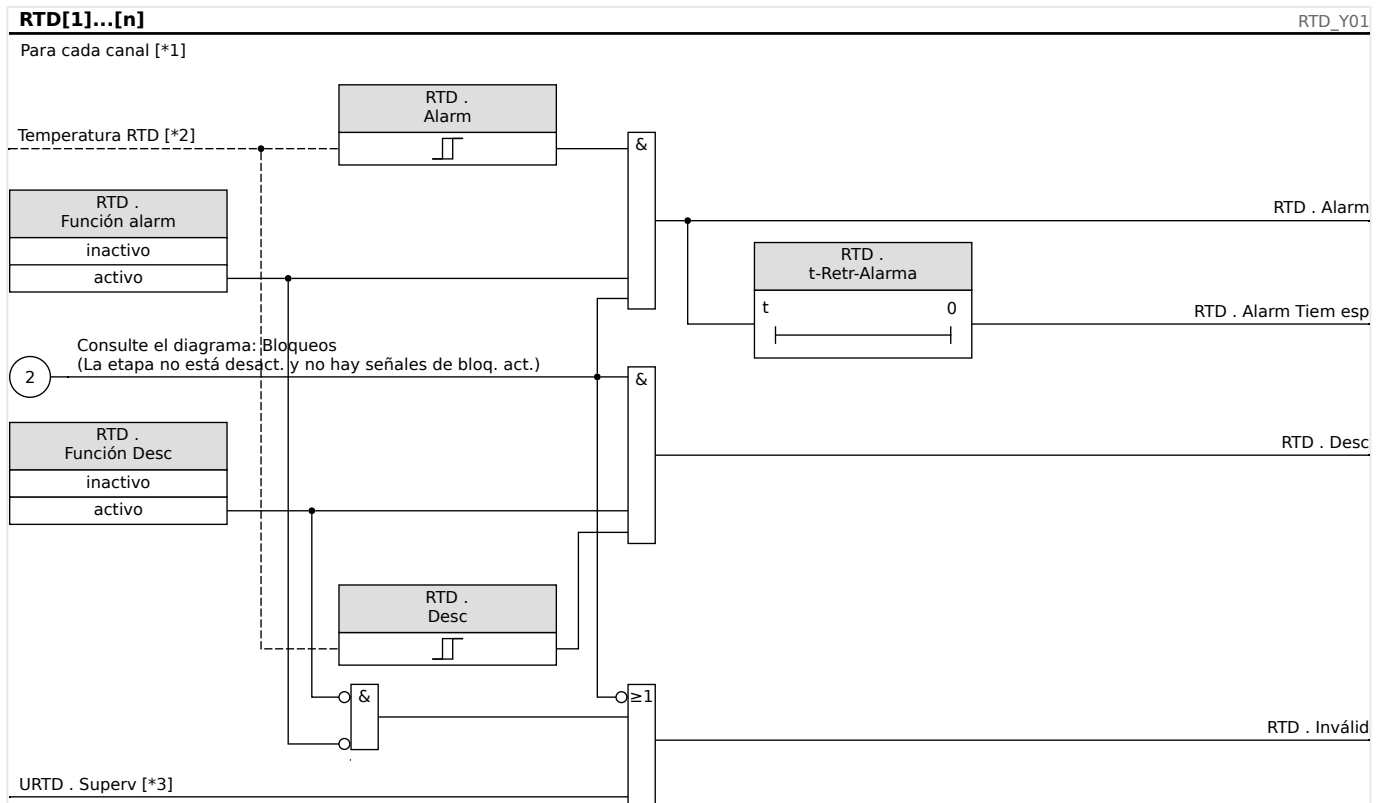 RTD[1]...[n]
RTD_Y01
Para cada canal [*1]
RTD .
Alarm
Temperatura RTD [*2]
&
RTD .
Función alarm
inactivo
activo
RTD . Alarm
RTD .
t-Retr-Alarma
t 0
RTD . Alarm Tiem esp
Consulte el diagrama: Bloqueos
(La etapa no está desact. y no hay señales de bloq. act.)
2
&
RTD .
Función Desc
inactivo
activo
RTD . Desc
RTD .
Desc
&
≥1
RTD . Inválid
URTD . Superv [*3]